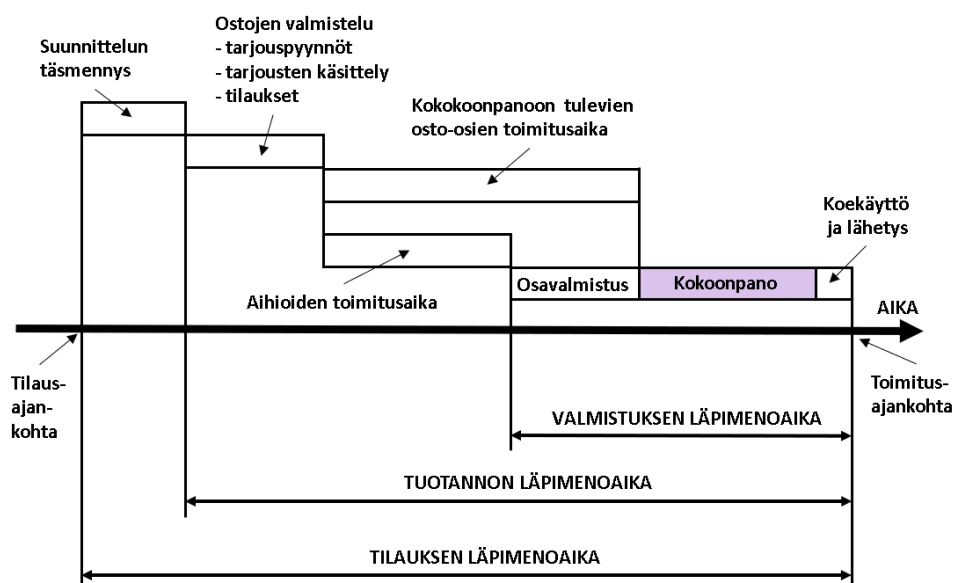 Ostojen valmistelu
- tarjouspyynnöt
- tarjousten käsittely
- tilaukset
Suunnittelun
täsmennys
Kokokoonpanoon tulevien
osto-osien toimitusaika
Koekäyttö
ja lähetys
Aihioiden toimitusaika
Osavalmistus
Kokoonpano
AIKA
Tilaus-
ajan-
kohta
Toimitus-
ajankohta
VALMISTUKSEN LÄPIMENOAIKA
TUOTANNON LÄPIMENOAIKA
TILAUKSEN LÄPIMENOAIKA